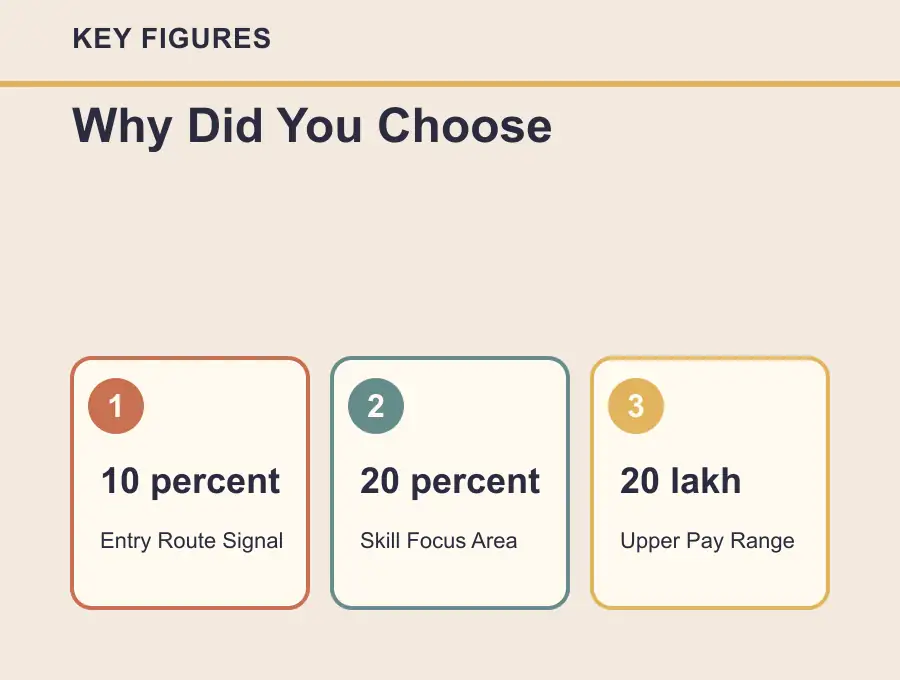 KEY FIGURES
Why Did You Choose
1
10 percent
Entry Route Signal
2
20 percent
Skill Focus Area
3
20 lakh
Upper Pay Range